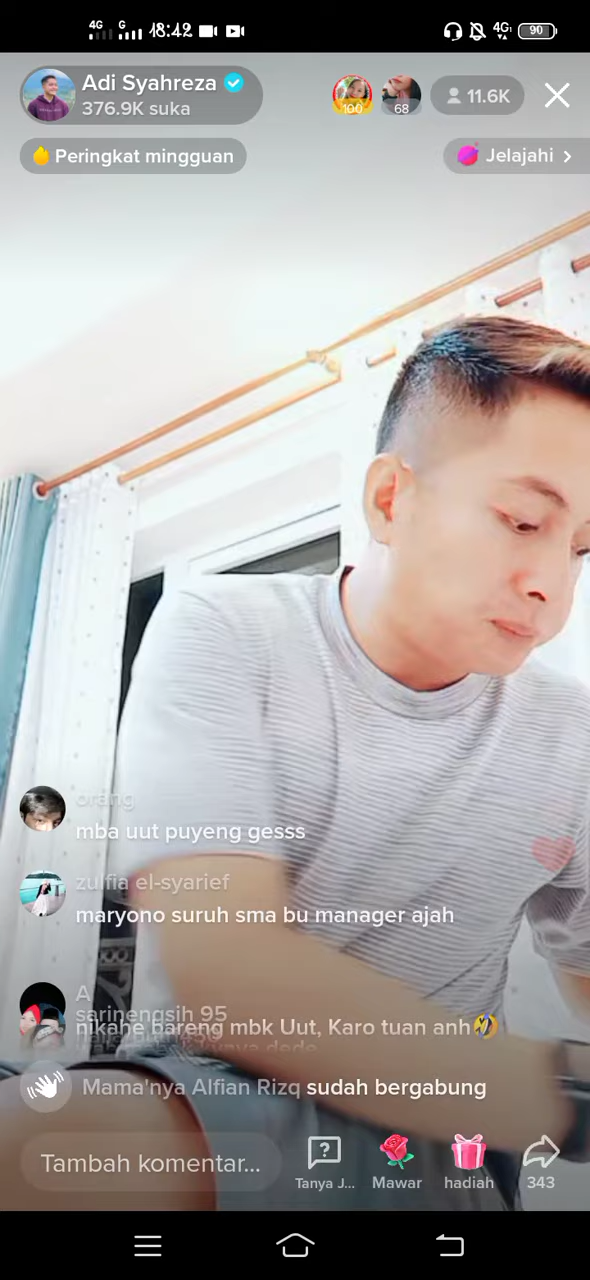 4G G 18:42 4G 90
Adi Syahreza
376.9K suka
100 68 11.6K
Peringkat mingguan
Jelajahi
orang
mba uut puyeng gesss
zulfia el-syarief
maryono suruh sma bu manager ajah
A
sarinengsih 95
nikahe bareng mbk Uut, Karo tuan anh🤣
Mama'nya Alfian Rizq sudah bergabung
Tambah komentar...
Tanya J...
Mawar
hadiah
343